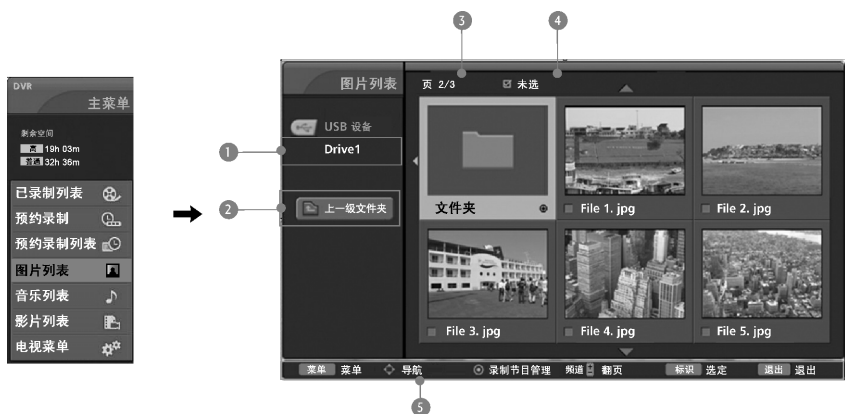 DVR
主菜单
剩余空间
高 19h 03m
普通 32h 36m
已录制列表
预约录制
预约录制列表
图片列表
音乐列表
影片列表
电视菜单
3
4
图片列表
页 2/3
未选
USB 设备
1
Drive1
2
上一级文件夹
文件夹
File 1. jpg
File 2. jpg
File 3. jpg
File 4. jpg
File 5. jpg
菜单 菜单 导航 录制节目管理 频道 翻页 标识 选定 退出 退出
5